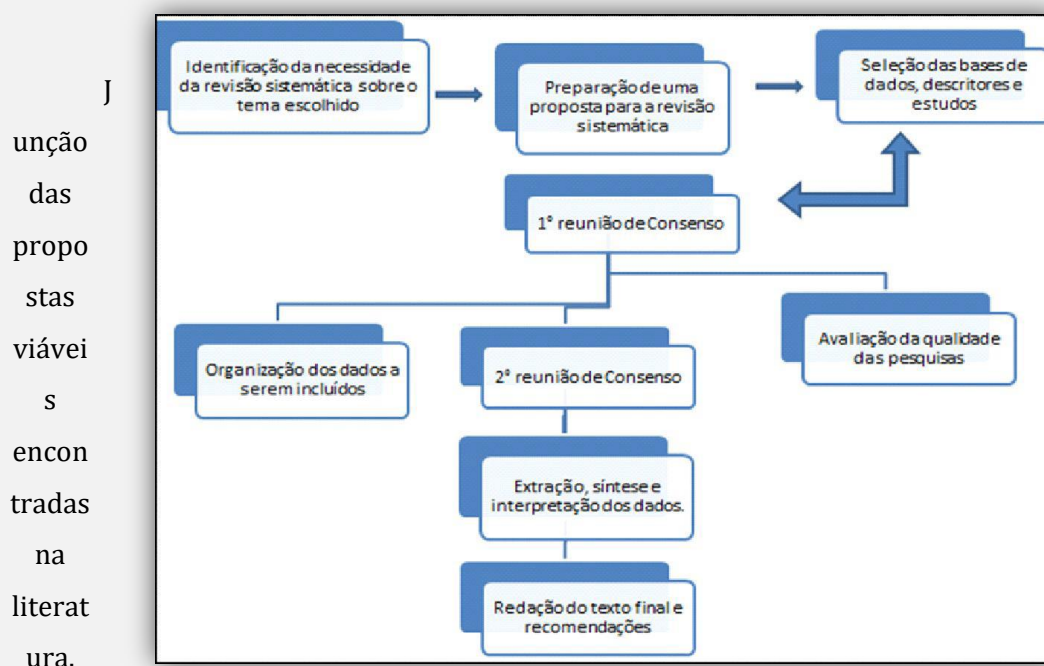 J
unção
das
propo
stas
viávei
s
encon
tradas
na
literat
ura.
Identificação da necessidade
da revisão sistemática sobre o
tema escolhido
Preparação de uma
proposta para a revisão
sistemática
Seleção das bases de
dados, descritores e
estudos
1ª reunião de Consenso
Organização dos dados a
serem incluídos
2ª reunião de Consenso
Avaliação da qualidade
das pesquisas
Extração, síntese e
interpretação dos dados.
Redação do texto final e
recomendações